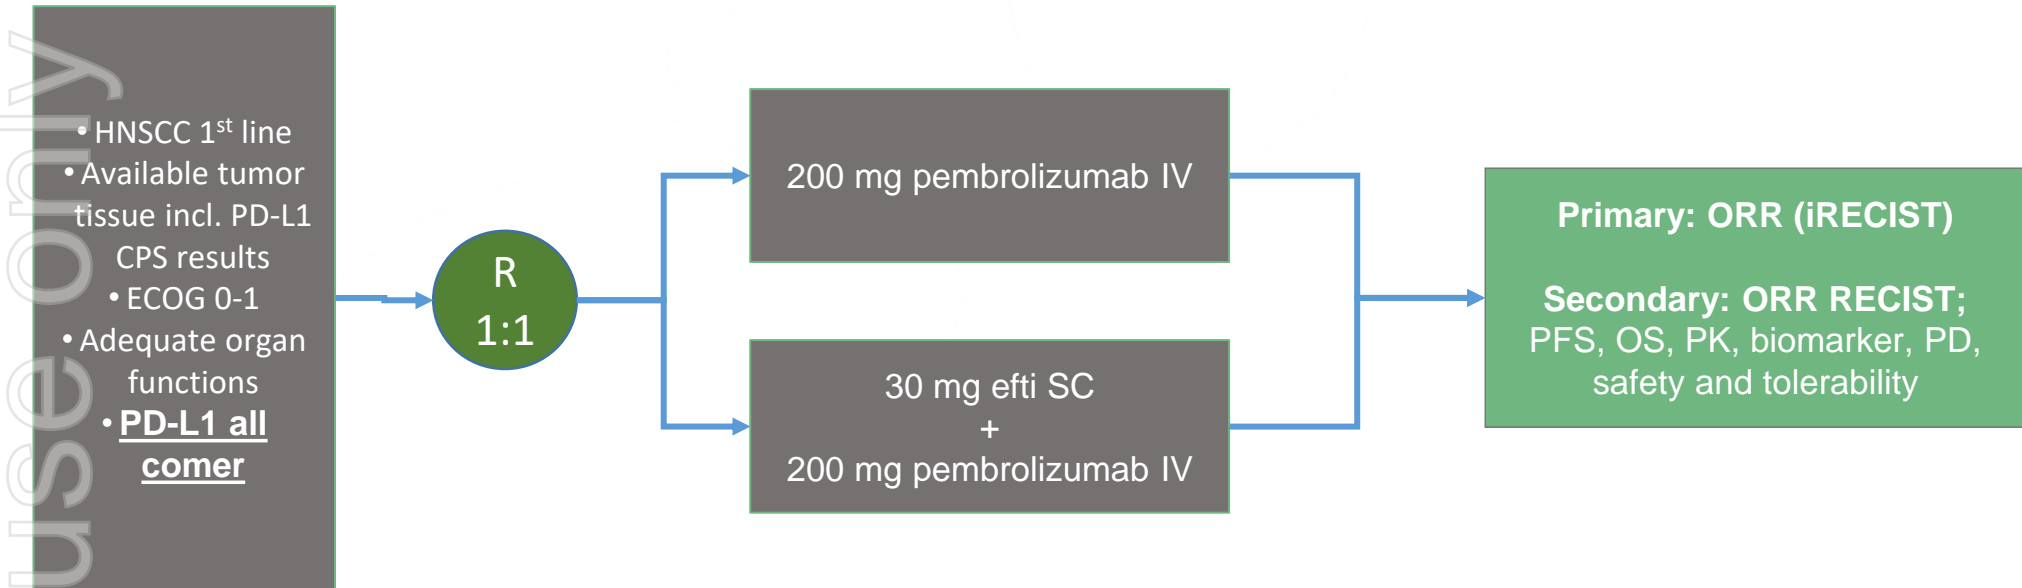 use only
• HNSCC 1st line
• Available tumor
tissue incl. PD-L1
CPS results
• ECOG 0-1
• Adequate organ
functions
• PD-L1 all
comer
R
1:1
200 mg pembrolizumab IV
30 mg efti SC
+
200 mg pembrolizumab IV
Primary: ORR (iRECIST)
Secondary: ORR RECIST;
PFS, OS, PK, biomarker, PD,
safety and tolerability